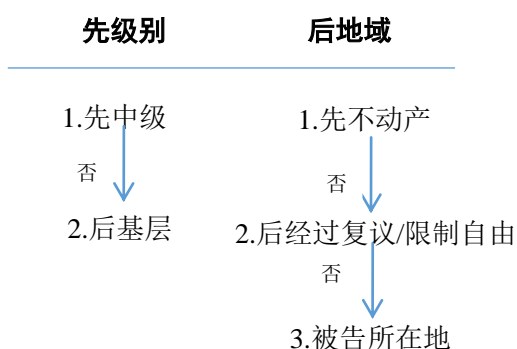 先级别 后地域
1.先中级 1.先不动产
否 否
2.后基层 2.后经过复议/限制自由
否
3.被告所在地